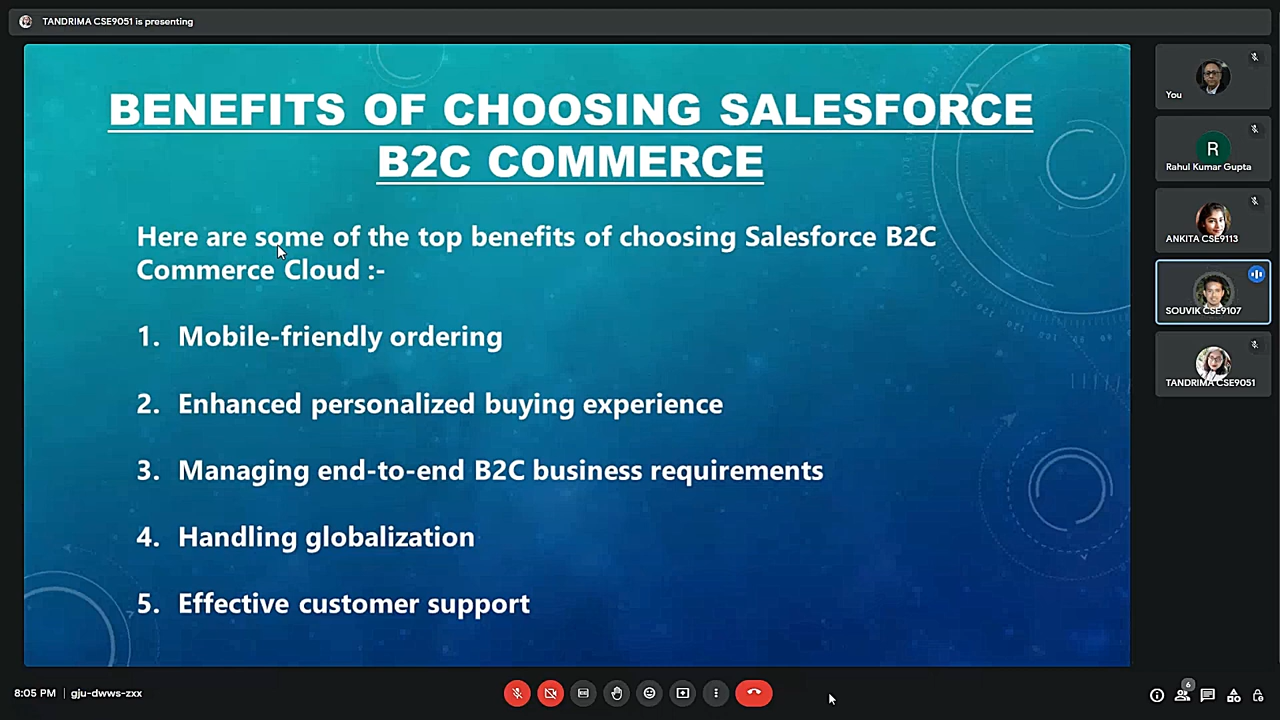 TANDRIMA CSE9051 is presenting
BENEFITS OF CHOOSING SALESFORCE
B2C COMMERCE
Here are some of the top benefits of choosing Salesforce B2C
Commerce Cloud :-
1. Mobile-friendly ordering
2. Enhanced personalized buying experience
3. Managing end-to-end B2C business requirements
4. Handling globalization
5. Effective customer support
You
R
Rahul Kumar Gupta
ANKITA CSE9113
SOUVIK CSE9107
TANDRIMA CSE9051
8:05 PM | gju-dwws-zxx
6